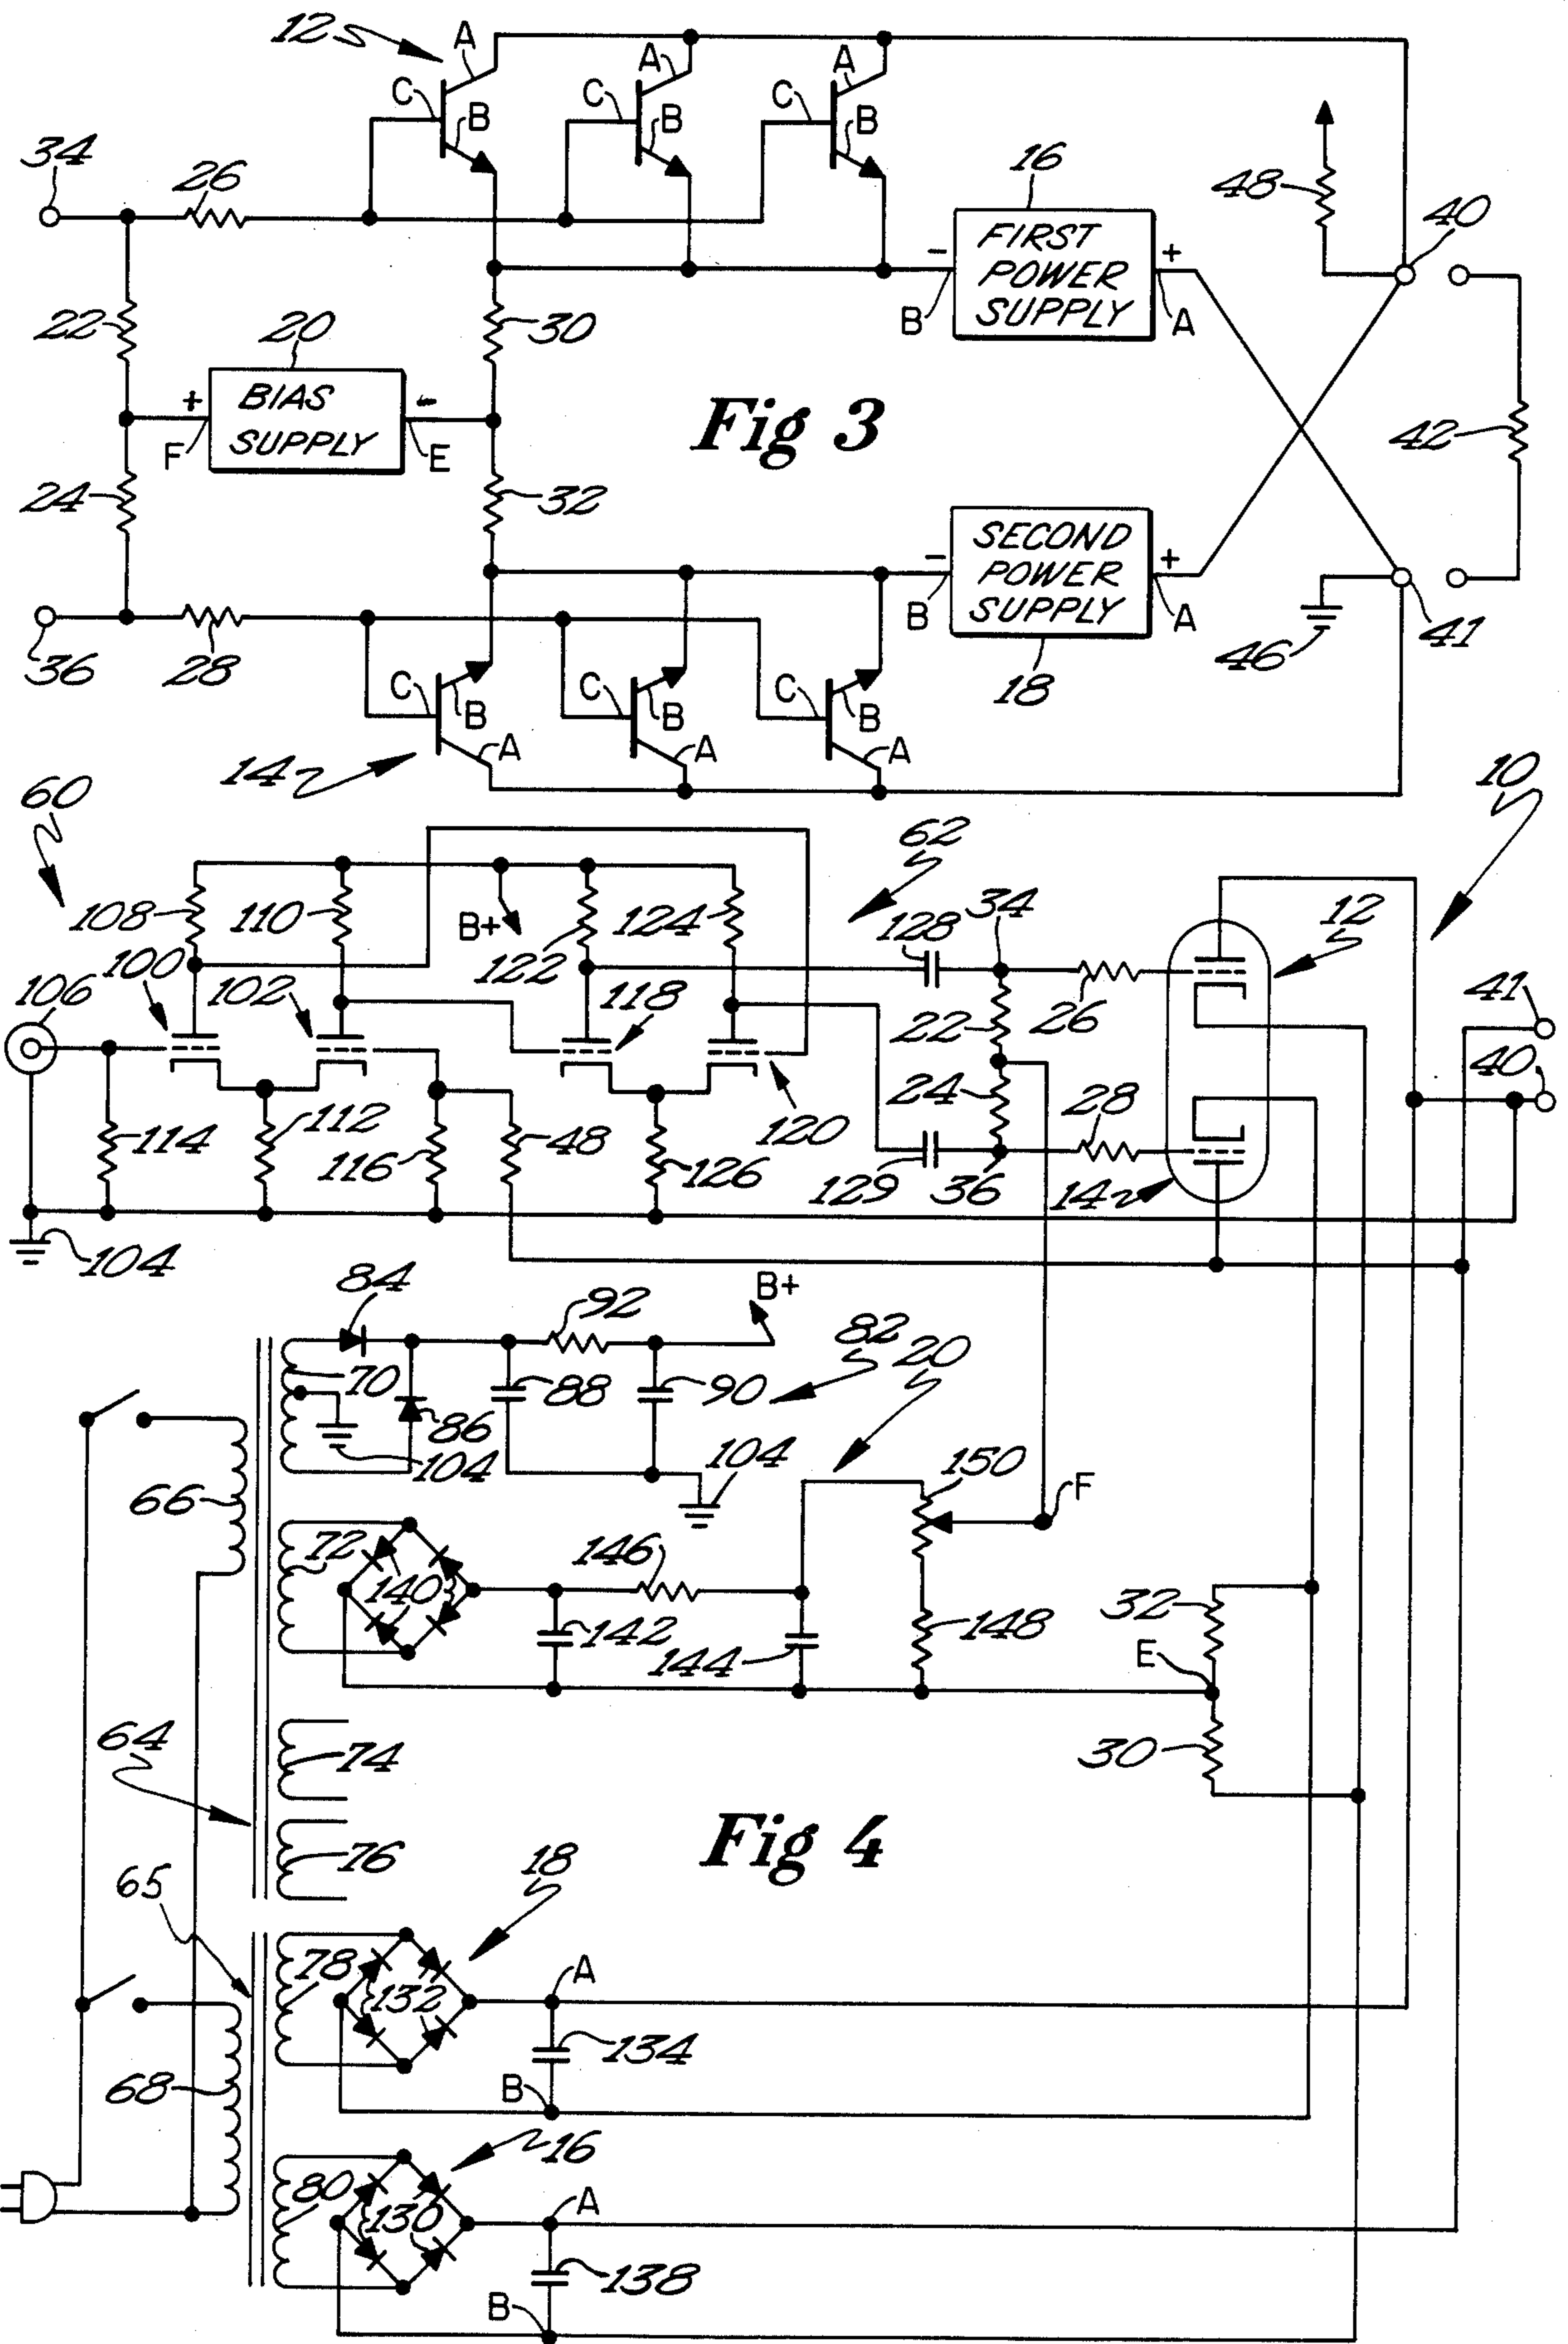 12 A A A
C C C
B B B
34 26 16 48 40
FIRST
POWER
SUPPLY
- +
B A
22 20 30
+ BIAS -
SUPPLY
F E
Fig 3
42
24 32
SECOND
POWER
SUPPLY
- +
B A
36 28 18 46 41
C C C
B B B
A A A
14
60 62 10
108 110 B+ 122 124 128 34 12
106 100 102 118 22 26 41
40
24 28
114 112 116 48 126 120 129 36 14
104
84 92 B+ 82 20
70 88 90
86
104 104
66 150 F
72 140 146
142 144 148 32
E
64 74 30
Fig 4
76
65 18
78 132 A
134
68 B
16
80 130 A
138
B